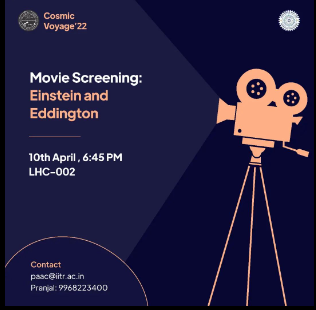 Cosmic
Voyage'22
Movie Screening:
Einstein and
Eddington
10th April , 6:45 PM
LHC-002
Contact
paac@iitr.ac.in
Pranjal: 9968223400